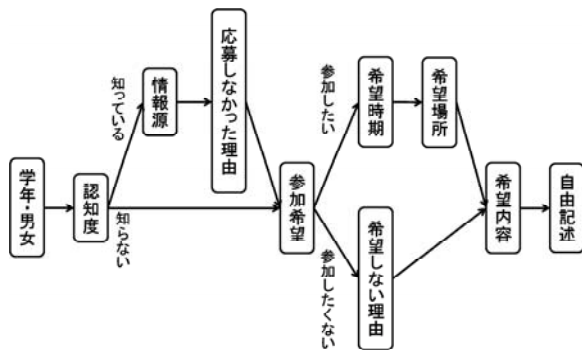 学年・男女
認知度
知っている
知らない
情報源
応募しなかった理由
参加希望
参加したい
参加したくない
希望時期
希望場所
希望しない理由
希望内容
自由記述